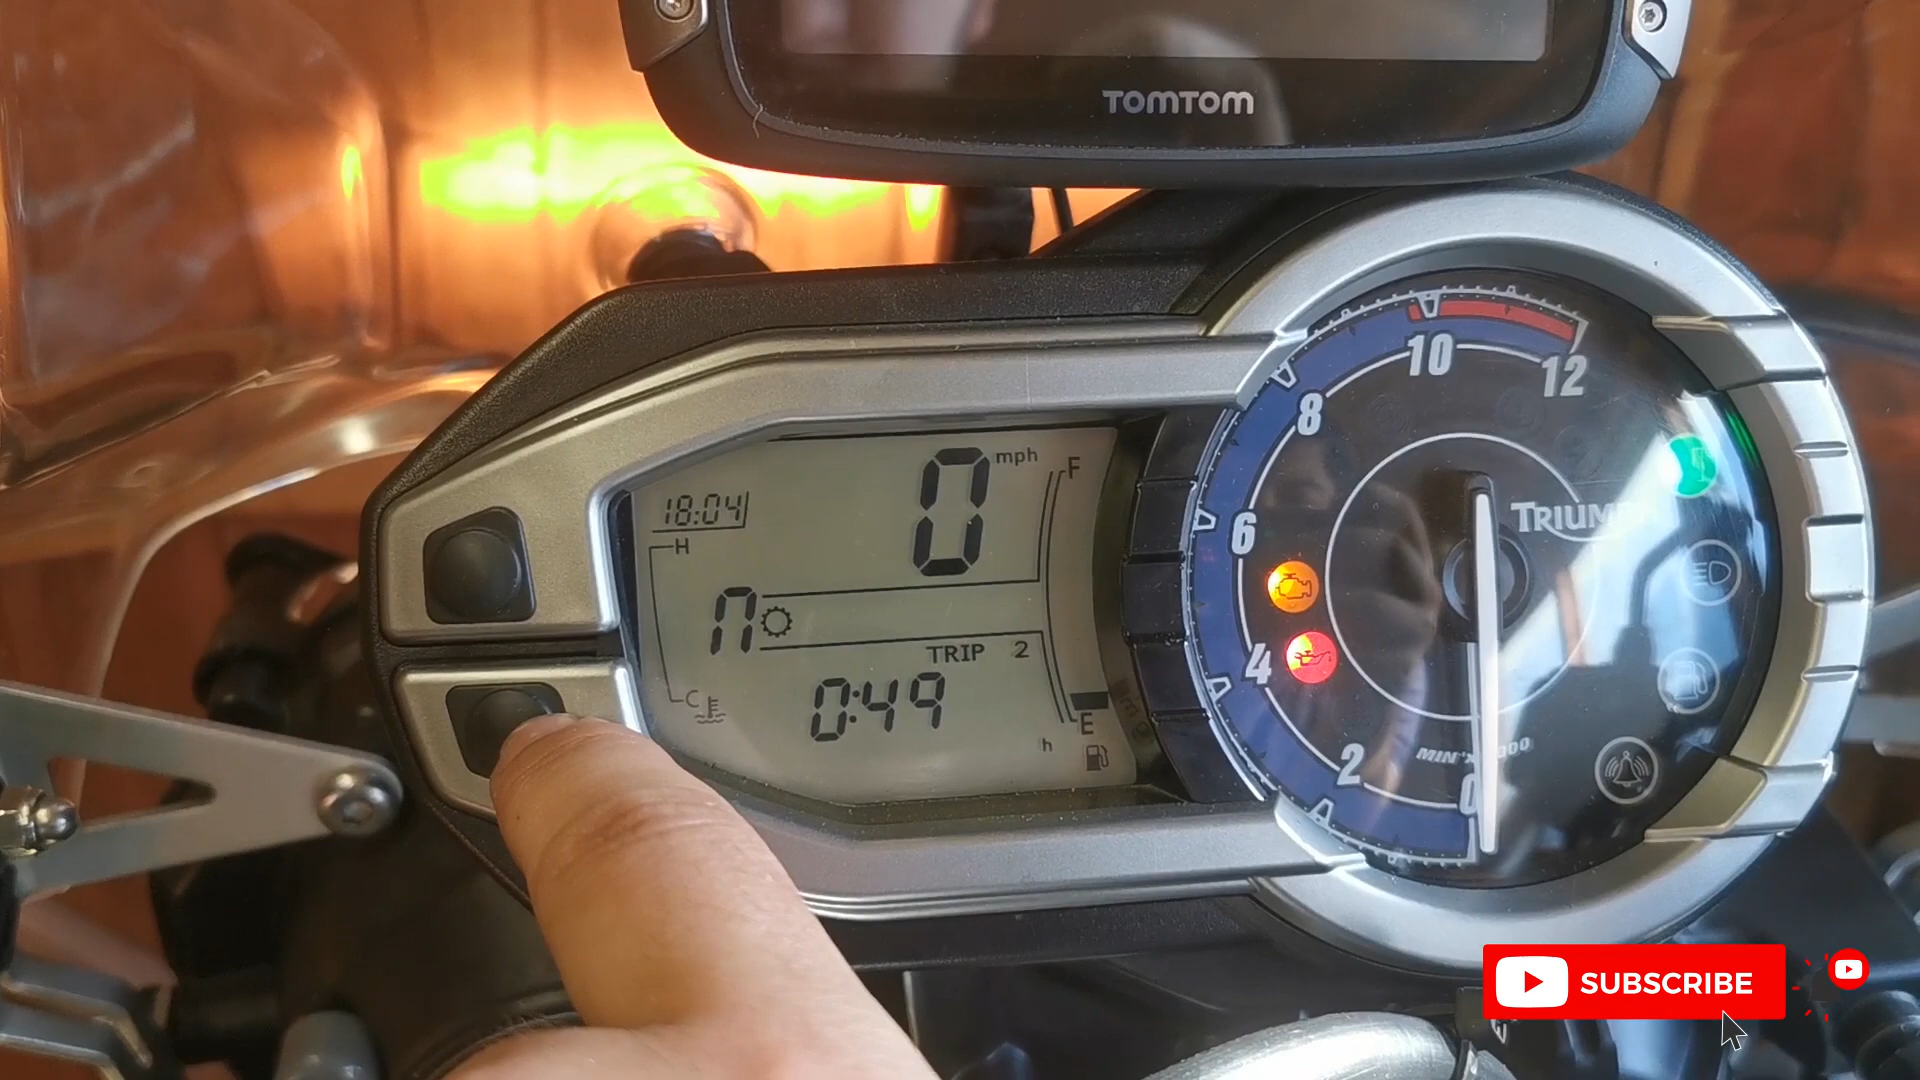 TOMTOM
18:04
0 mph
F
H
n
TRIP 2
C
0:49
E
h
12
10
8
6
4
2
0
TRIUM
SUBSCRIBE